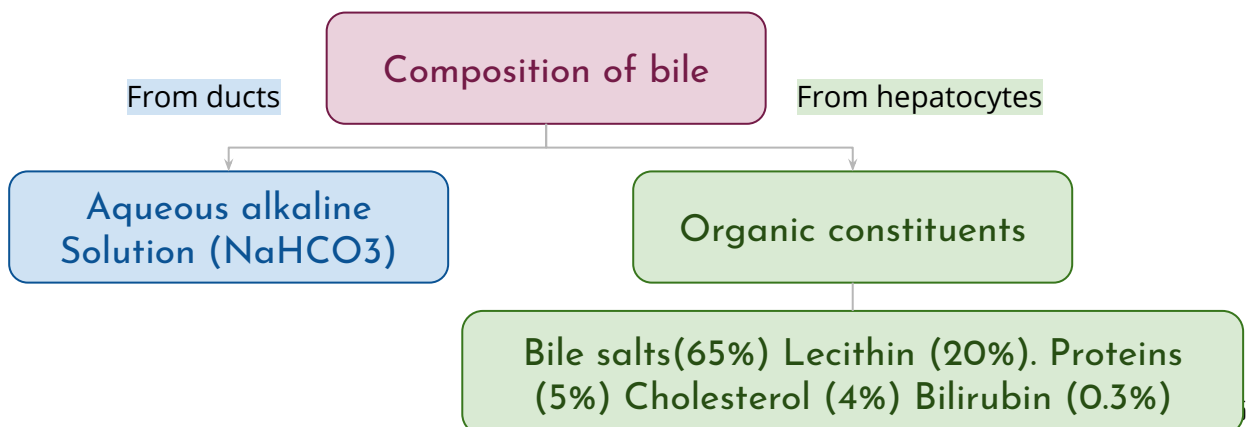 Composition of bile
From ducts
From hepatocytes
Aqueous alkaline
Solution (NaHCO3)
Organic constituents
Bile salts(65%) Lecithin (20%). Proteins
(5%) Cholesterol (4%) Bilirubin (0.3%)